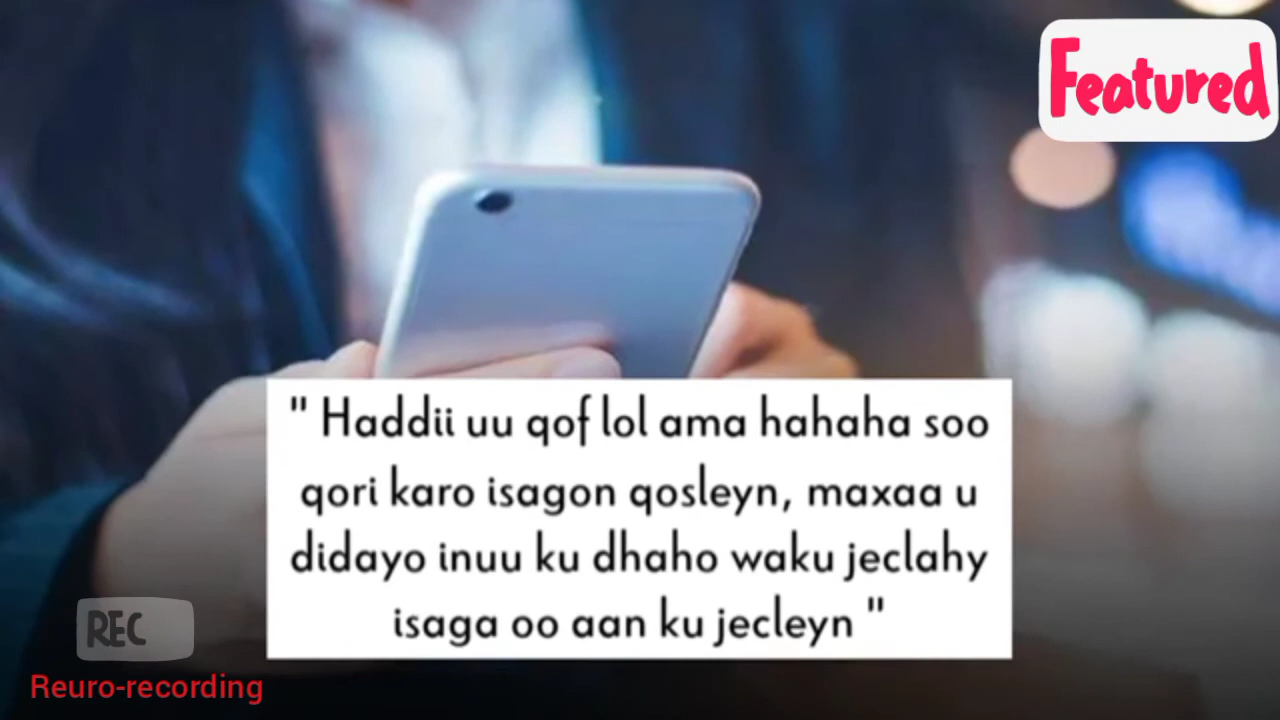 Featured
" Haddii uu qof lol ama hahaha soo
qori karo isagon qosleyn, maxaa u
didayo inuu ku dhaho waku jeclahy
isaga oo aan ku jecleyn "
REC
Reuro-recording